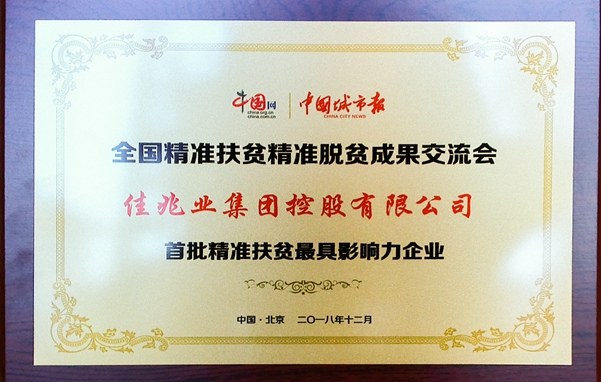 中国网 中国城市报
china.org.cn CHINA CITY NEWS
china.com.cn
全国精准扶贫精准脱贫成果交流会
佳兆业集团控股有限公司
首批精准扶贫最具影响力企业
中国·北京 二〇一八年十二月